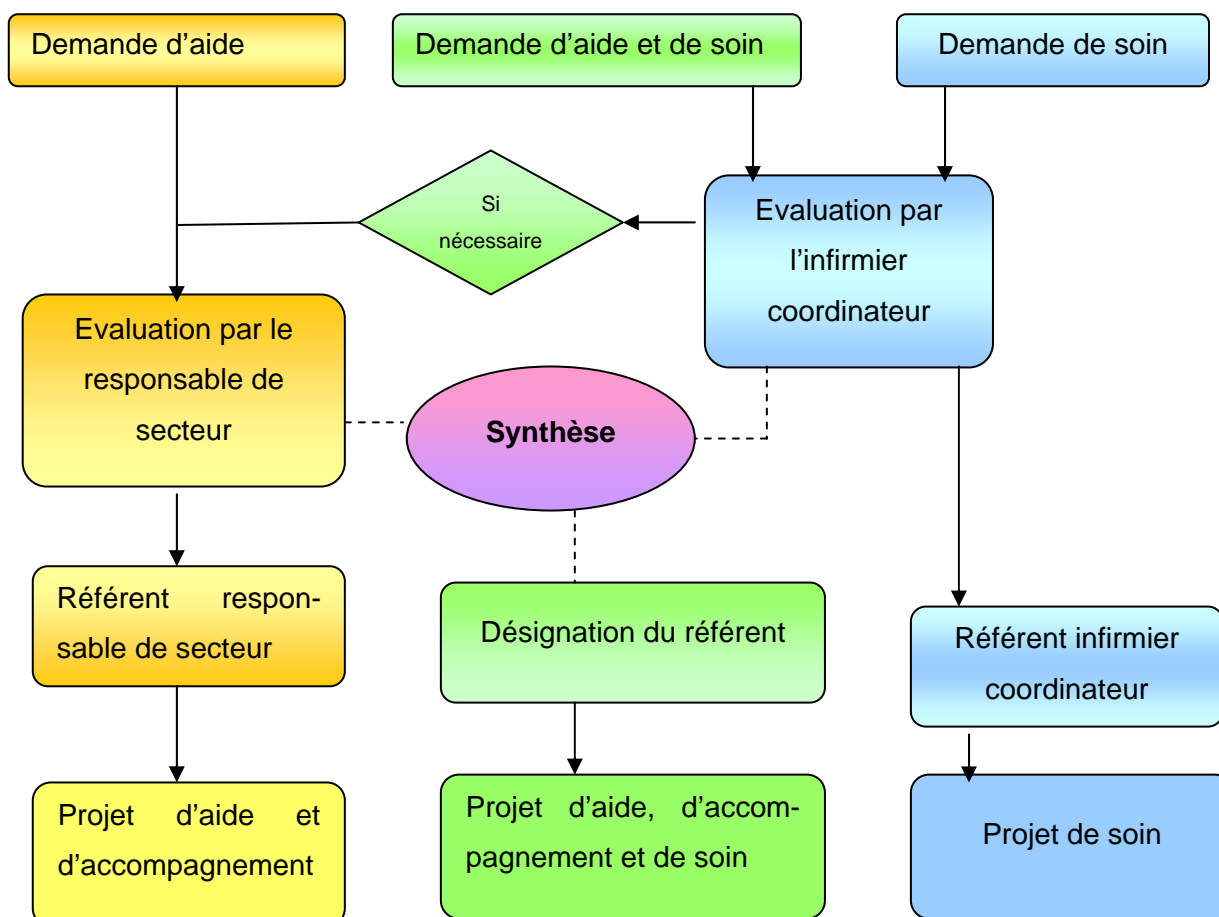 Demande d’aide
Demande d’aide et de soin
Demande de soin
Si
nécessaire
Evaluation par
l’infirmier
coordinateur
Evaluation par le
responsable de
secteur
Synthèse
Référent respon-
sable de secteur
Désignation du référent
Référent infirmier
coordinateur
Projet d’aide et
d’accompagnement
Projet d’aide, d’accom-
pagnement et de soin
Projet de soin